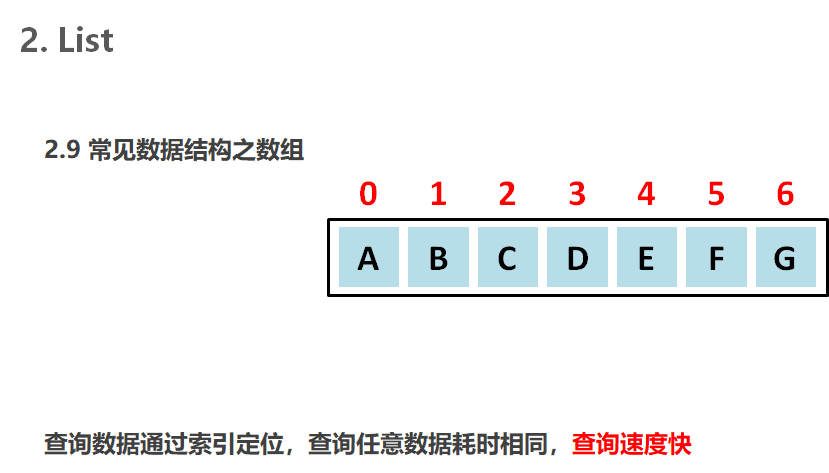 2. List
2.9 常见数据结构之数组
0 1 2 3 4 5 6
A B C D E F G
查询数据通过索引定位，查询任意数据耗时相同，查询速度快